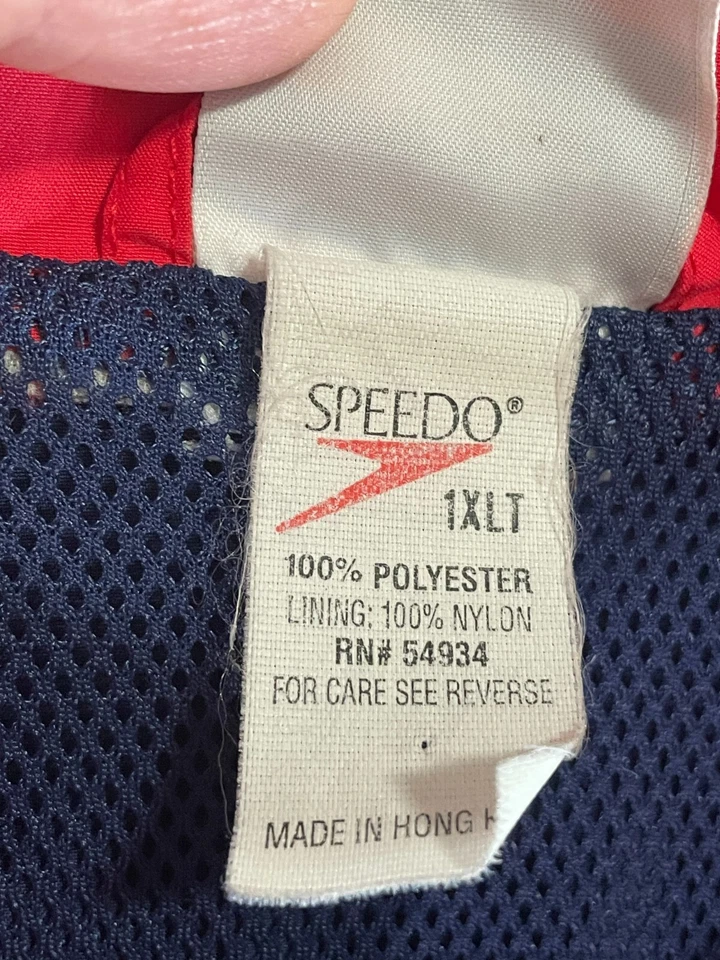 SPEEDO®
1XLT
100% POLYESTER
LINING: 100% NYLON
RN# 54934
FOR CARE SEE REVERSE
MADE IN HONG